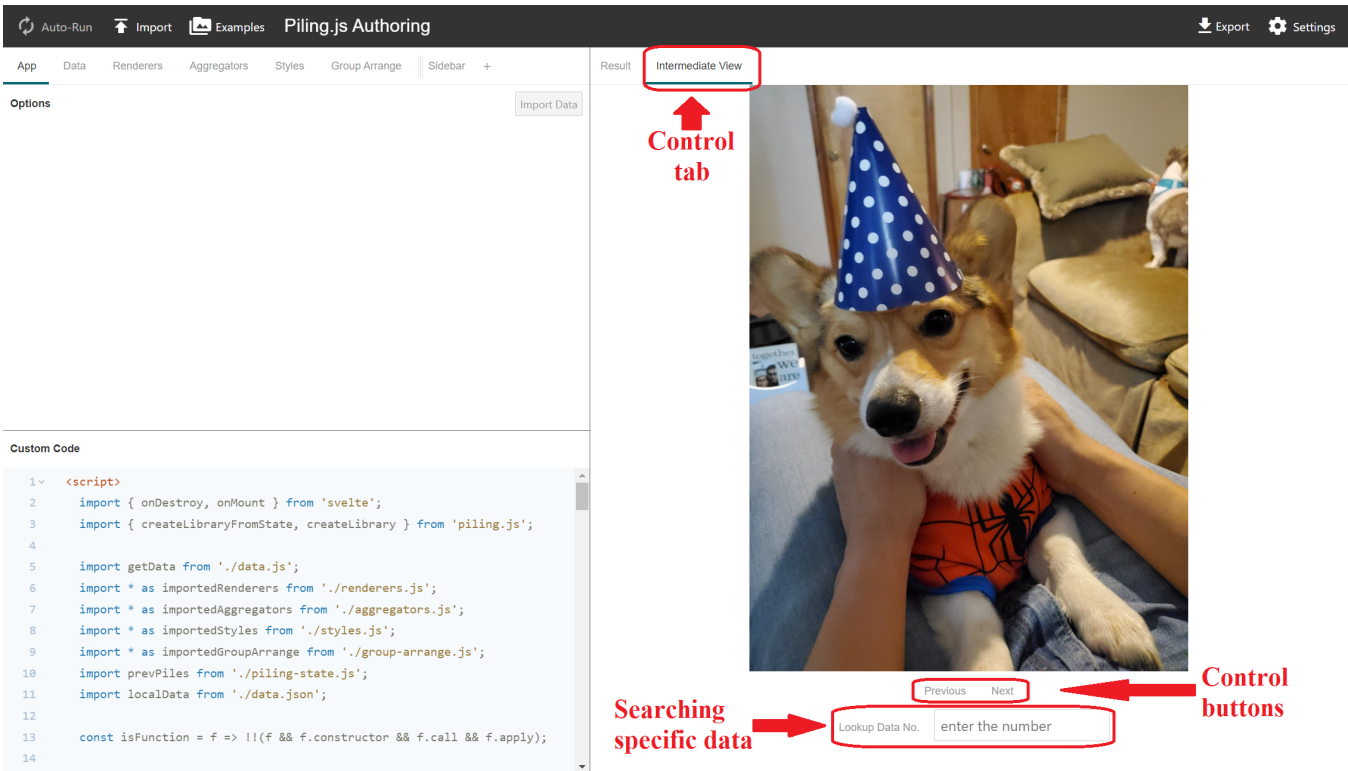 Auto-Run Import Examples Piling.js Authoring Export Settings
App Data Renderers Aggregators Styles Group Arrange Sidebar +
Result Intermediate View
Options Import Data
Control
tab
together
we
are
Custom Code
1 <script>
2 import { onDestroy, onMount } from 'svelte';
3 import { createLibraryFromState, createLibrary } from 'piling.js';
4
5 import getData from './data.js';
6 import * as importedRenderers from './renderers.js';
7 import * as importedAggregators from './aggregators.js';
8 import * as importedStyles from './styles.js';
9 import * as importedGroupArrange from './group-arrange.js';
10 import prevPiles from './piling-state.js';
11 import localData from './data.json';
12
13 const isFunction = f => !!(f && f.constructor && f.call && f.apply);
14
Previous Next
Control
buttons
Searching
specific data
Lookup Data No. enter the number